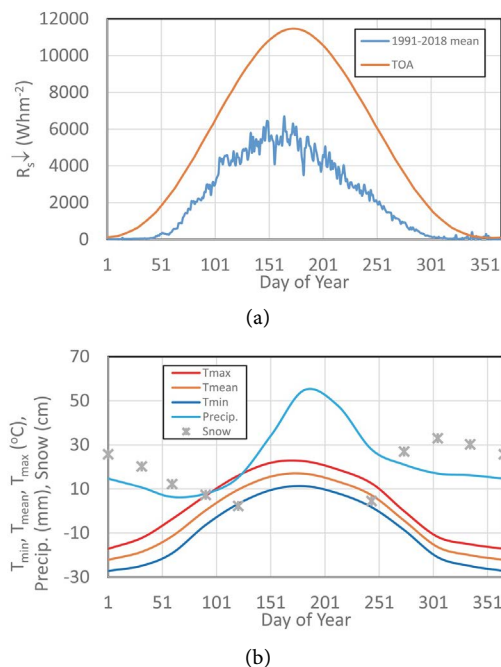 12000
10000
8000
6000
4000
2000
0
Rs↓ (Whm-2)
1991-2018 mean
TOA
1 51 101 151 201 251 301 351
Day of Year
(a)
70
50
30
10
-10
-30
Tmin, Tmean, Tmax (°C),
Precip. (mm), Snow (cm)
Tmax
Tmean
Tmin
Precip.
Snow
1 51 101 151 201 251 301 351
Day of Year
(b)